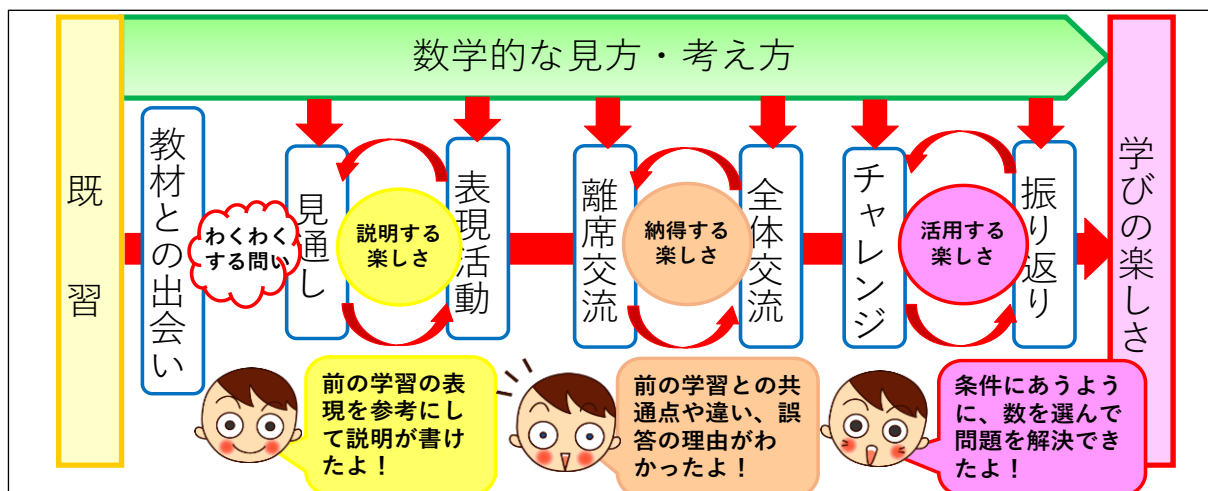 数学的な見方・考え方
既習
教材との出会い
わくわく
する問い
見通し
説明する
楽しさ
表現活動
離席交流
納得する
楽しさ
全体交流
チャレンジ
活用する
楽しさ
振り返り
学びの楽しさ
前の学習の表
現を参考にし
て説明が書け
たよ！
前の学習との共
通点や違い、誤
答の理由がわ
かったよ！
条件にあうよう
に、数を選んで
問題を解決でき
たよ！